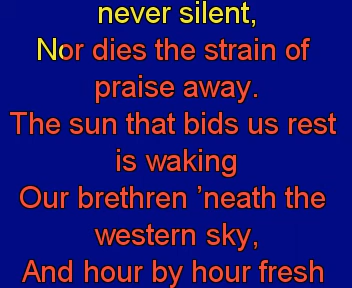 never silent,
Nor dies the strain of
praise away.
The sun that bids us rest
is waking
Our brethren ’neath the
western sky,
And hour by hour fresh